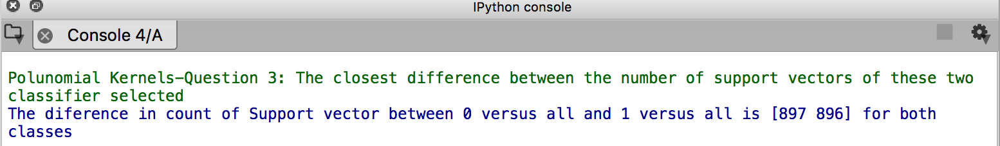 IPython console
Console 4/A
Polunomial Kernels-Question 3: The closest difference between the number of support vectors of these two
classifier selected
The diference in count of Support vector between 0 versus all and 1 versus all is [897 896] for both
classes